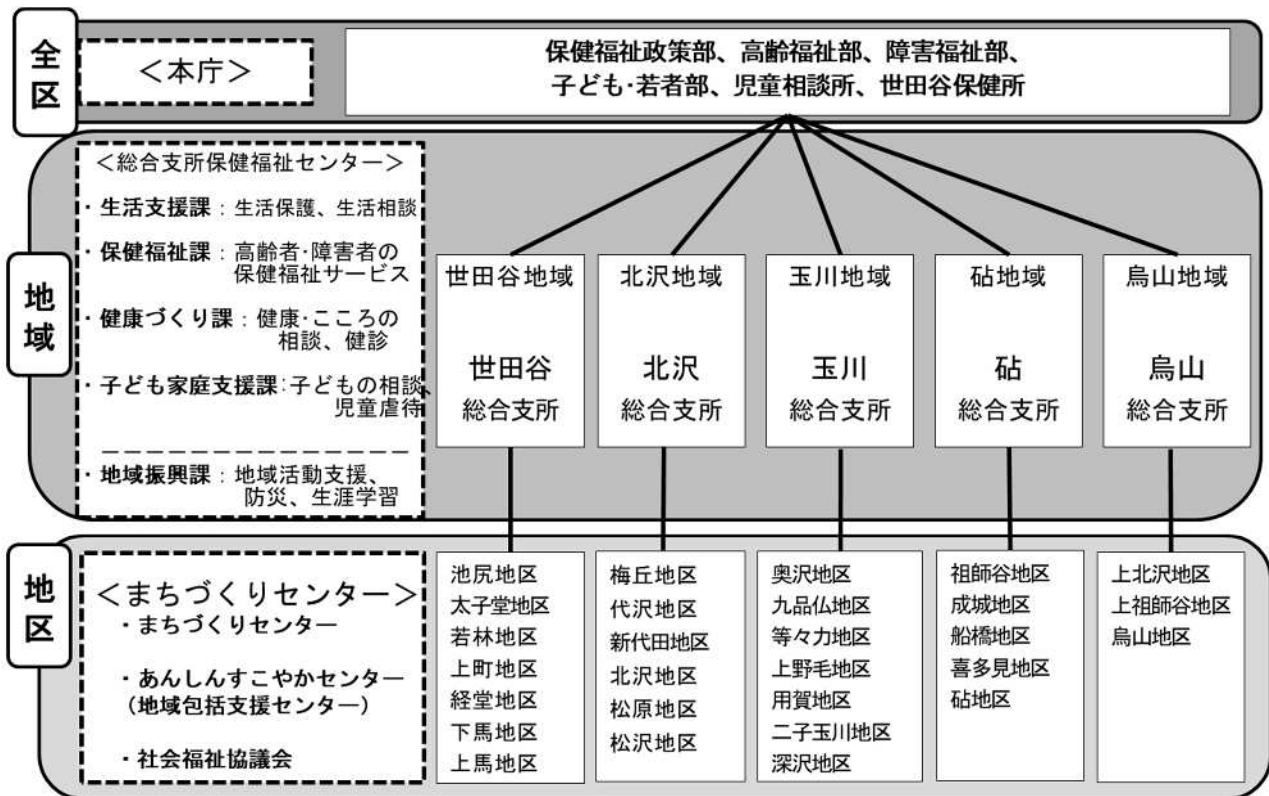 全区
＜本庁＞
保健福祉政策部、高齢福祉部、障害福祉部、
子ども・若者部、児童相談所、世田谷保健所
地域
＜総合支所保健福祉センター＞
・生活支援課：生活保護、生活相談
・保健福祉課：高齢者・障害者の
保健福祉サービス
・健康づくり課：健康・こころの
相談、健診
・子ども家庭支援課：子どもの相談、
児童虐待
・地域振興課：地域活動支援、
防災、生涯学習
世田谷地域
世田谷
総合支所
北沢地域
北沢
総合支所
玉川地域
玉川
総合支所
砧地域
砧
総合支所
烏山地域
烏山
総合支所
地区
＜まちづくりセンター＞
・まちづくりセンター
・あんしんすこやかセンター
（地域包括支援センター）
・社会福祉協議会
池尻地区
太子堂地区
若林地区
上町地区
経堂地区
下馬地区
上馬地区
梅丘地区
代沢地区
新代田地区
北沢地区
松原地区
松沢地区
奥沢地区
九品仏地区
等々力地区
上野毛地区
用賀地区
二子玉川地区
深沢地区
祖師谷地区
成城地区
船橋地区
喜多見地区
砧地区
上北沢地区
上祖師谷地区
烏山地区